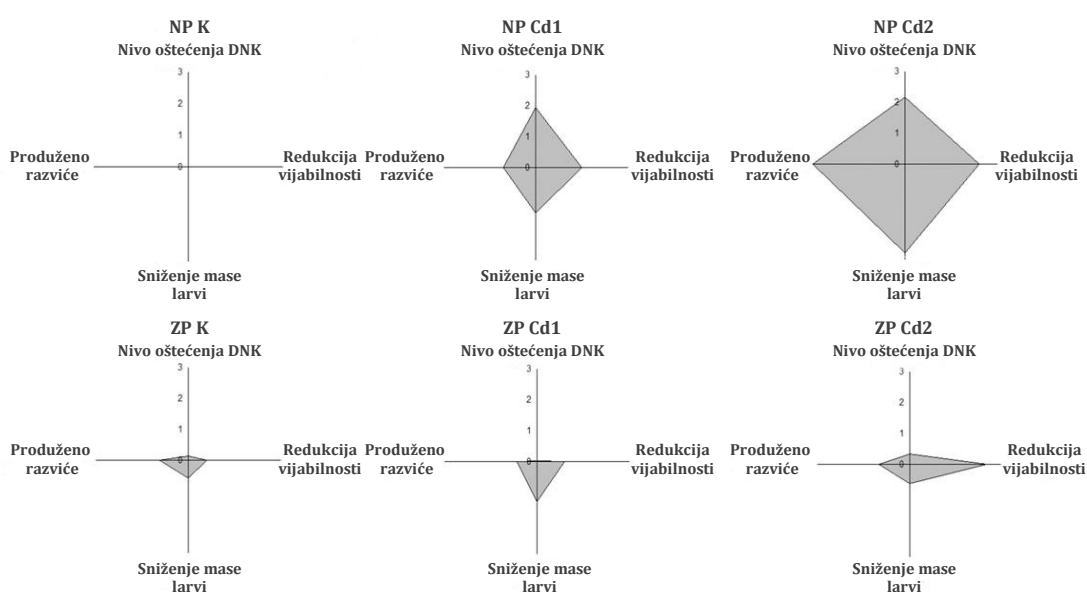 NP K
Nivo oštećenja DNK
3
2
1
0
Produženo
razviće
Redukcija
vijabilnosti
Sniženje mase
larvi
NP Cd1
Nivo oštećenja DNK
3
2
1
0
Produženo
razviće
Redukcija
vijabilnosti
Sniženje mase
larvi
NP Cd2
Nivo oštećenja DNK
3
2
1
0
Produženo
razviće
Redukcija
vijabilnosti
Sniženje mase
larvi
ZP K
Nivo oštećenja DNK
3
2
1
0
Produženo
razviće
Redukcija
vijabilnosti
Sniženje mase
larvi
ZP Cd1
Nivo oštećenja DNK
3
2
1
0
Produženo
razviće
Redukcija
vijabilnosti
Sniženje mase
larvi
ZP Cd2
Nivo oštećenja DNK
3
2
1
0
Produženo
razviće
Redukcija
vijabilnosti
Sniženje mase
larvi